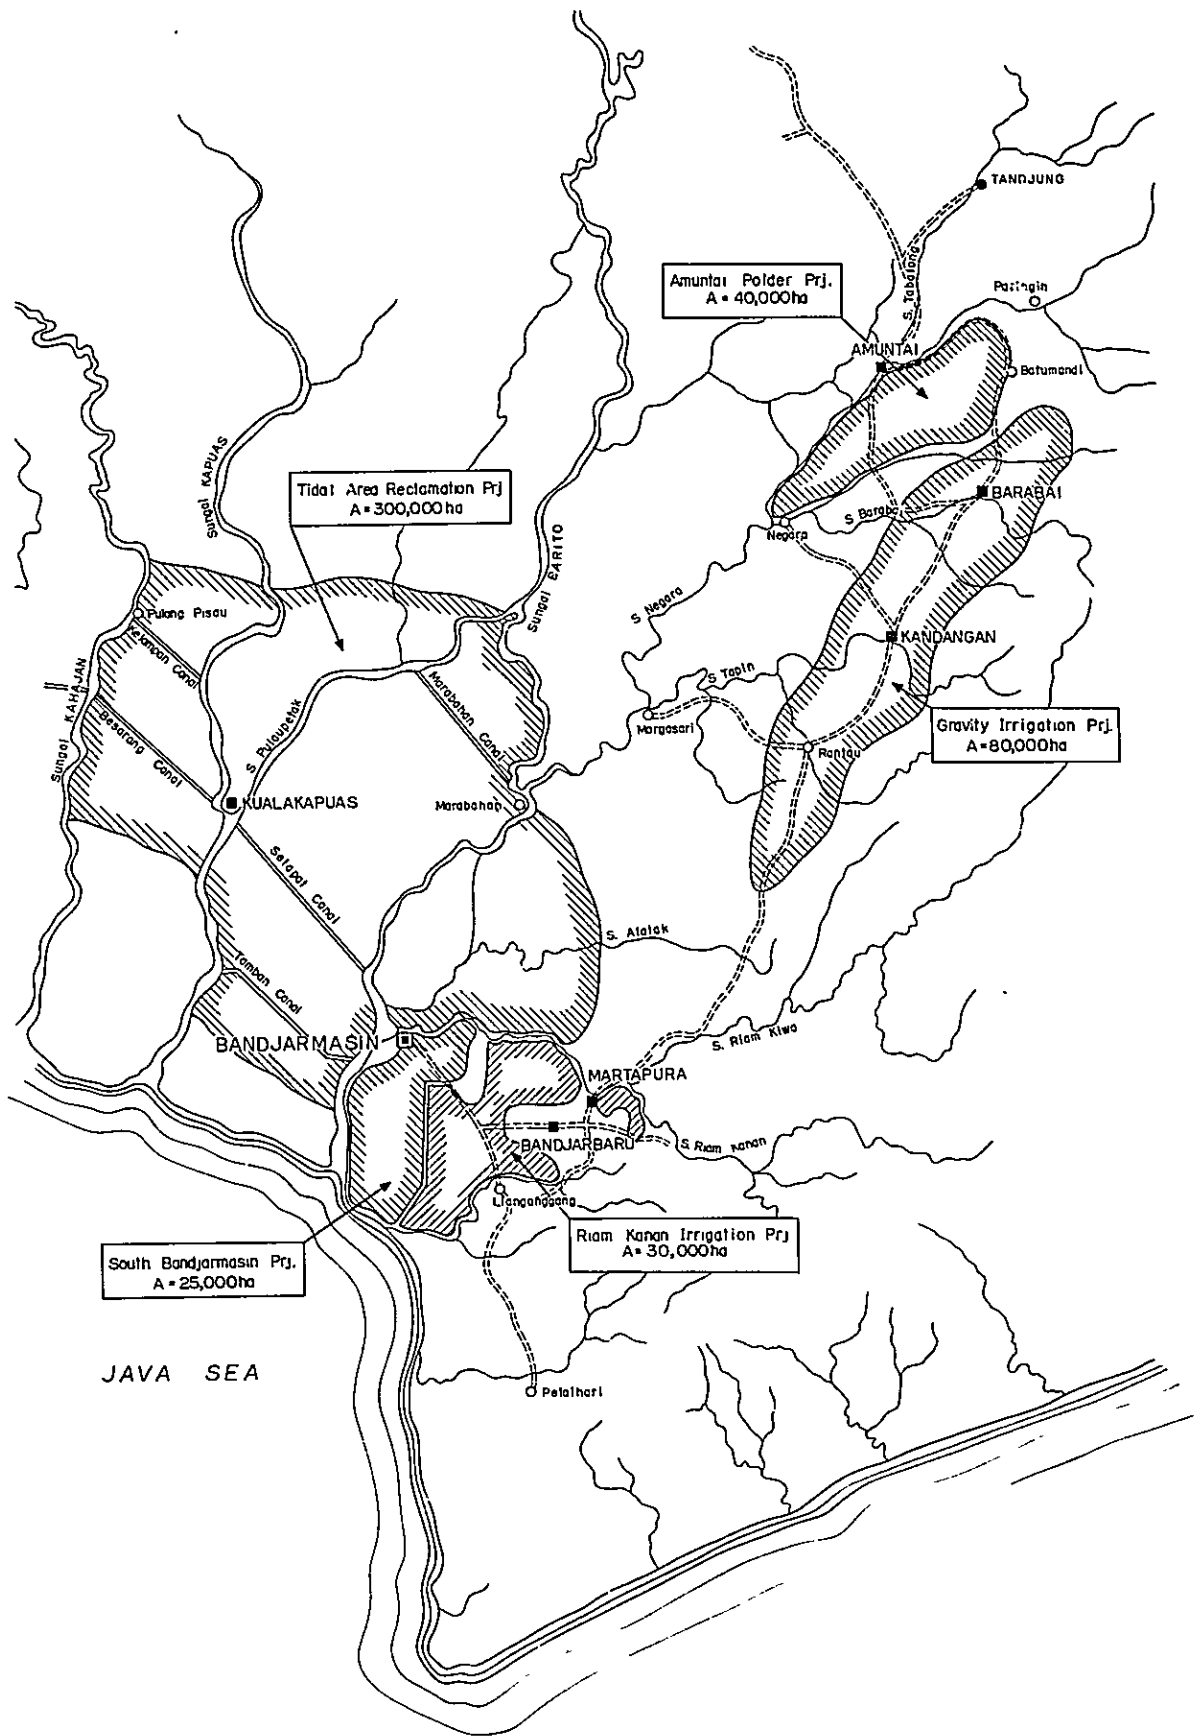 TANDJUNG
Amuntai Polder Prj.
A = 40,000ha
S. Tabalong
Paringin
AMUNTAI
Batumandi
Sungai KAPUAS
Tidal Area Reclamation Prj
A = 300,000ha
BARABAI
S Baraba
Negara
Sungai BARITO
Pulang Pisau
S Negara
KANDANGAN
Kelampan Canal
S Tapin
Sungai KAHAJAN
Marabahan Canal
Margasari
Gravity Irrigation Prj.
A = 80,000ha
Besarang Canal
S Pulaupetak
Rantau
KUALAKAPUAS
Marabahan
Selapat Canal
S. Alalak
Tamban Canal
BANDJARMASIN
S. Riam Kiwa
MARTAPURA
BANDJARBARU
S. Riam Kanan
Lianganggang
Riam Kanan Irrigation Prj
A = 30,000ha
South Bandjarmasin Prj.
A = 25,000ha
JAVA SEA
Pelaihari